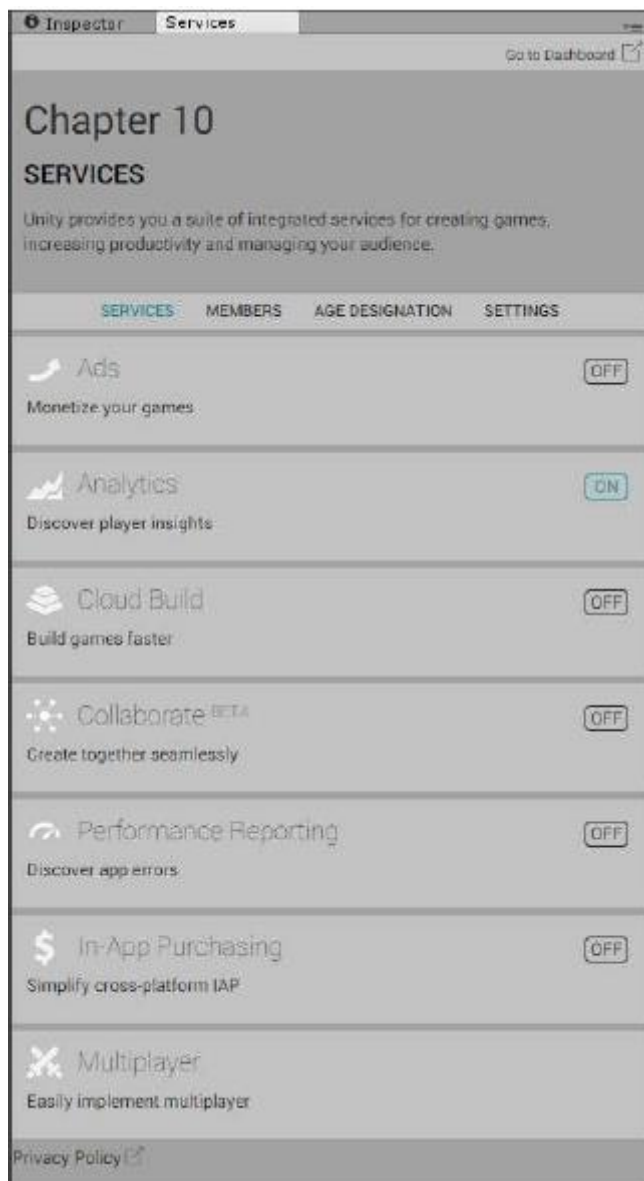 Inspector Services
Go to Dashboard
Chapter 10
SERVICES
Unity provides you a suite of integrated services for creating games,
increasing productivity and managing your audience.
SERVICES MEMBERS AGE DESIGNATION SETTINGS
Ads OFF
Monetize your games
Analytics ON
Discover player insights
Cloud Build OFF
Build games faster
Collaborate BETA OFF
Create together seamlessly
Performance Reporting OFF
Discover app errors
In-App Purchasing OFF
Simplify cross-platform IAP
Multiplayer
Easily implement multiplayer
Privacy Policy